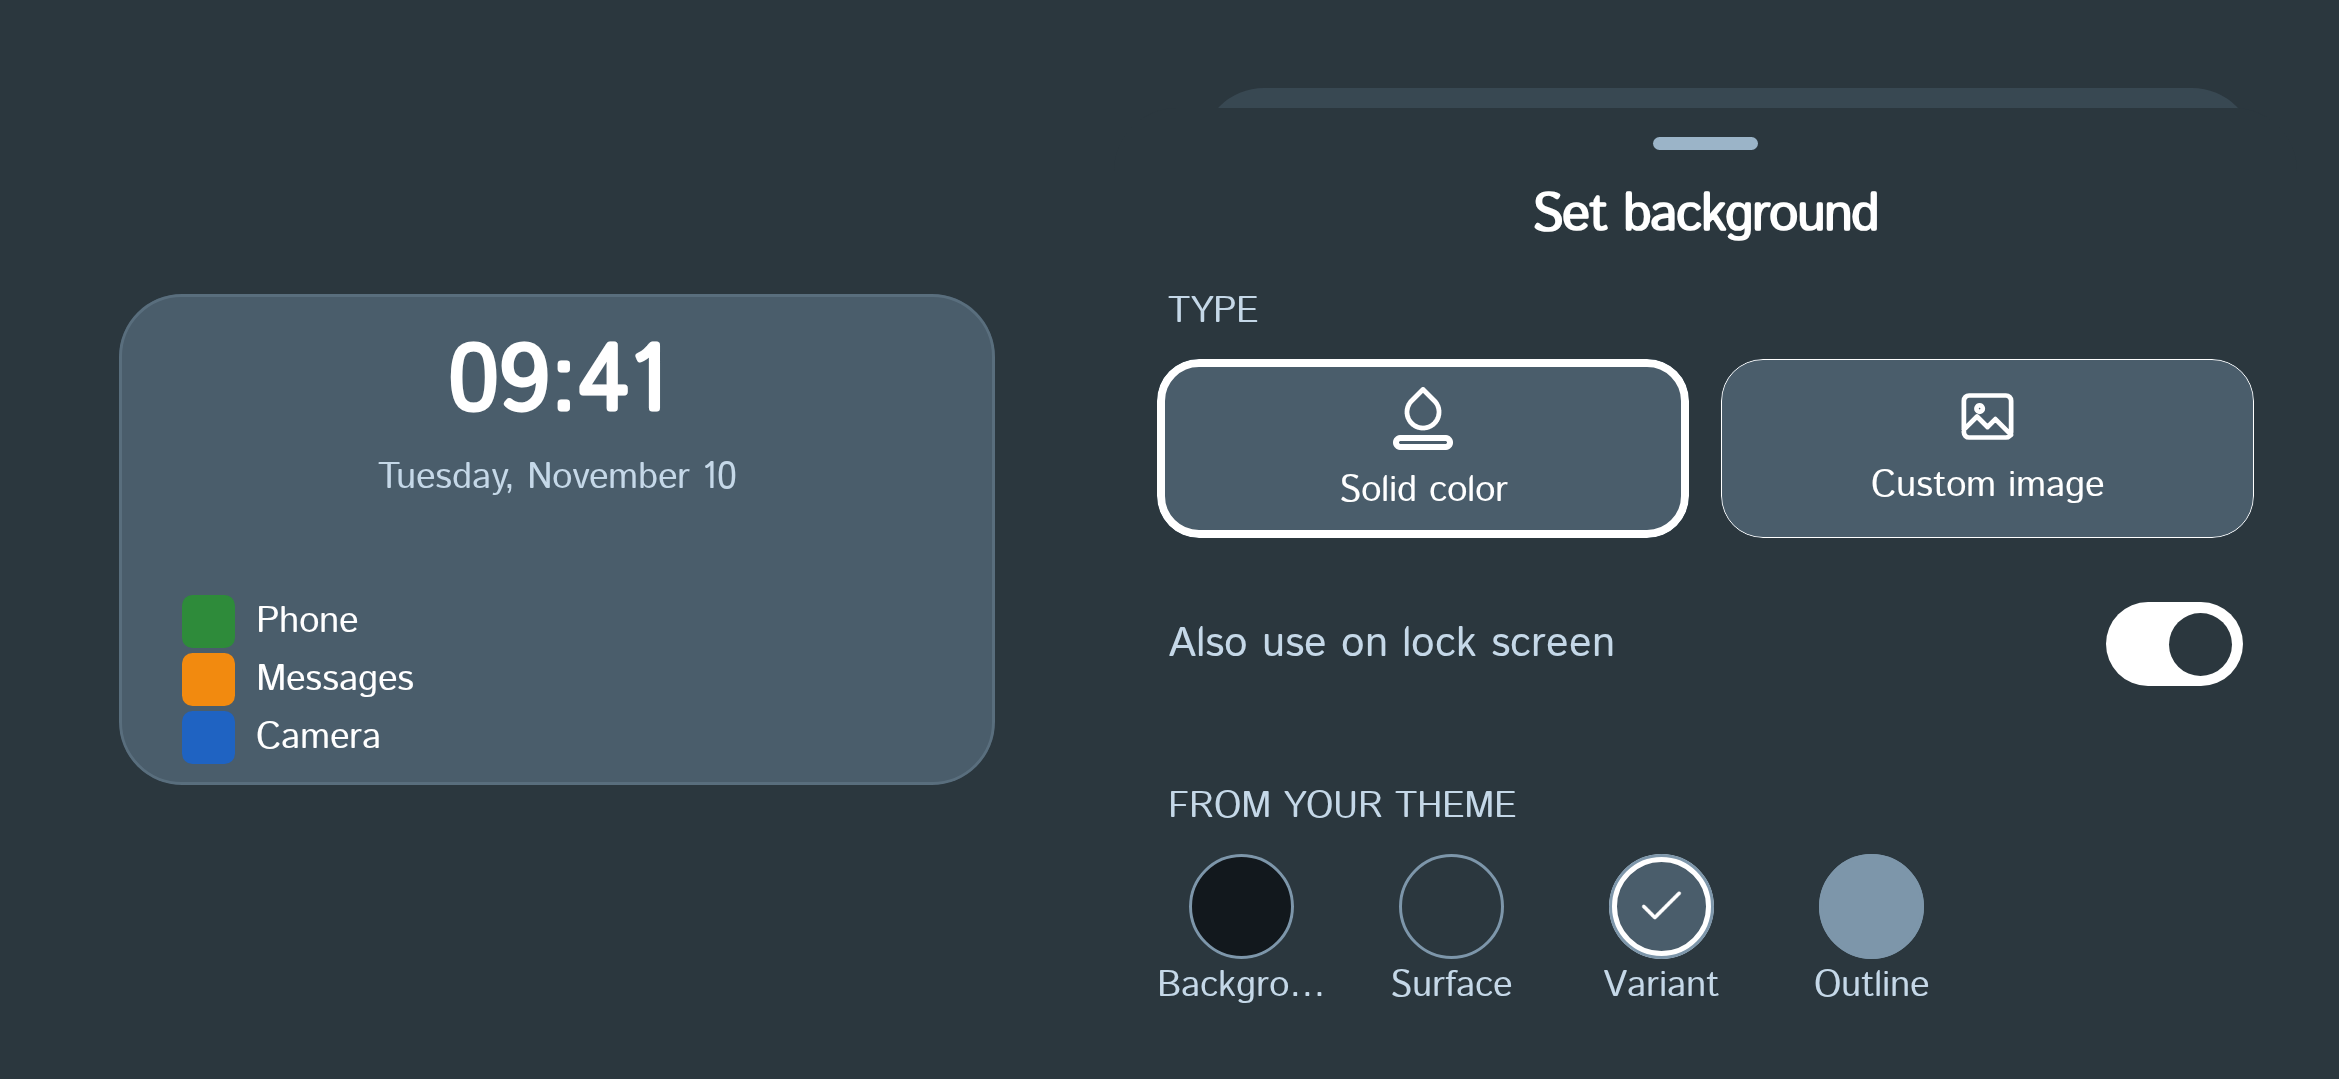 09:41
Tuesday, November 10
Phone
Messages
Camera
Set background
TYPE
Solid color
Custom image
Also use on lock screen
FROM YOUR THEME
Backgro...
Surface
Variant
Outline